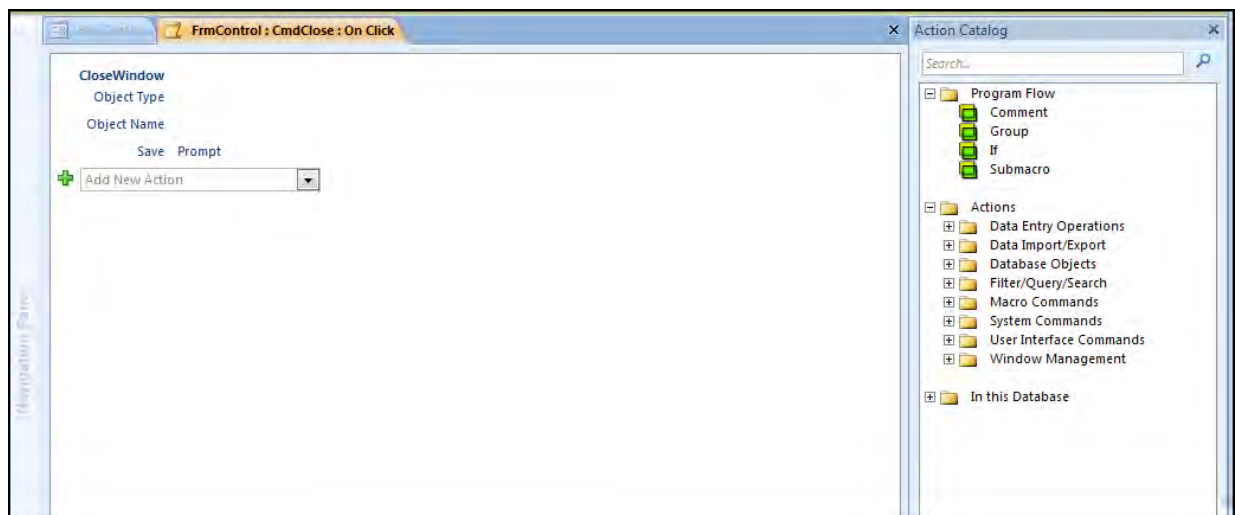 FrmControl : CmdClose : On Click
CloseWindow
Object Type
Object Name
Save Prompt
Add New Action
Navigation Pane
Action Catalog
Search...
Program Flow
Comment
Group
If
Submacro
Actions
Data Entry Operations
Data Import/Export
Database Objects
Filter/Query/Search
Macro Commands
System Commands
User Interface Commands
Window Management
In this Database